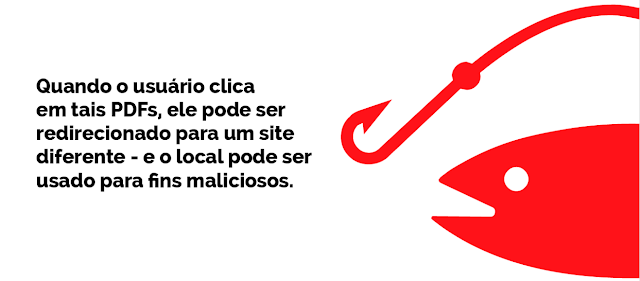 Quando o usuário clica
em tais PDFs, ele pode ser
redirecionado para um site
diferente - e o local pode ser
usado para fins maliciosos.